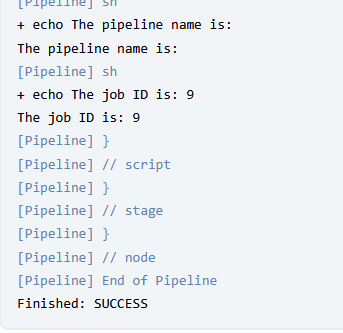 [Pipeline] sh
+ echo The pipeline name is:
The pipeline name is:
[Pipeline] sh
+ echo The job ID is: 9
The job ID is: 9
[Pipeline] }
[Pipeline] // script
[Pipeline] }
[Pipeline] // stage
[Pipeline] }
[Pipeline] // node
[Pipeline] End of Pipeline
Finished: SUCCESS